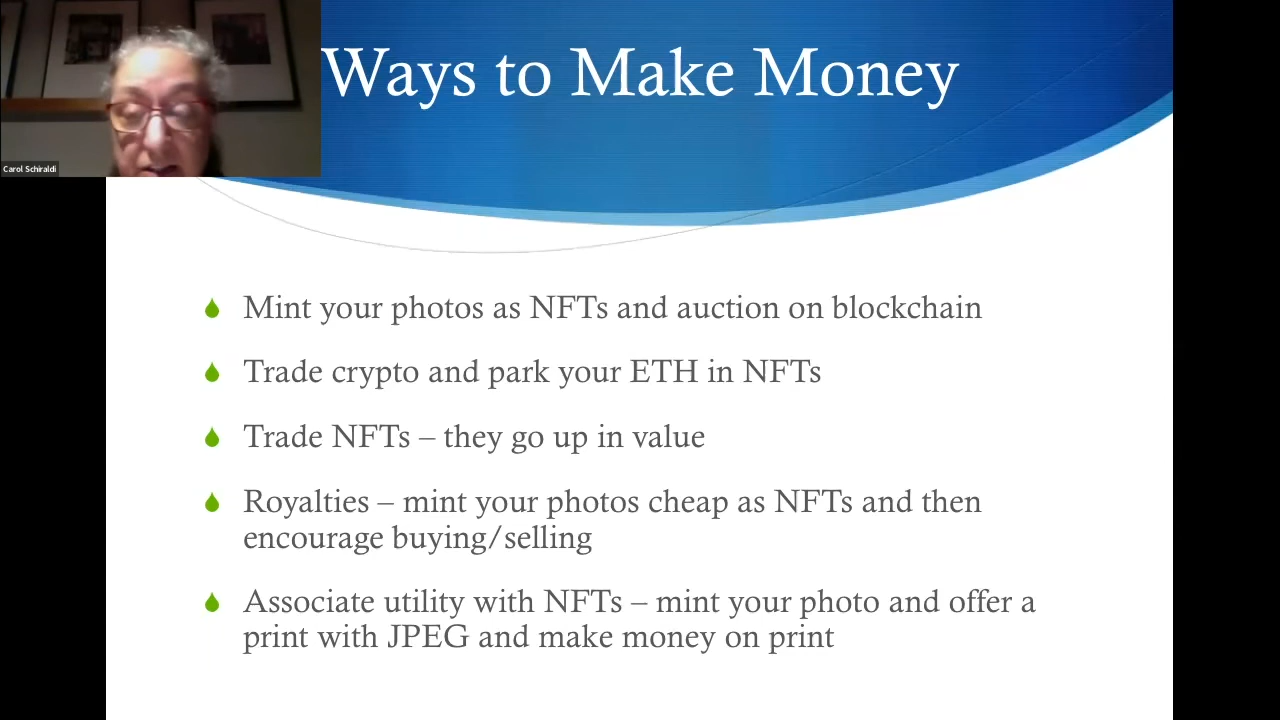 Ways to Make Money
Carol Schiraldi
Mint your photos as NFTs and auction on blockchain
Trade crypto and park your ETH in NFTs
Trade NFTs – they go up in value
Royalties – mint your photos cheap as NFTs and then
encourage buying/selling
Associate utility with NFTs – mint your photo and offer a
print with JPEG and make money on print